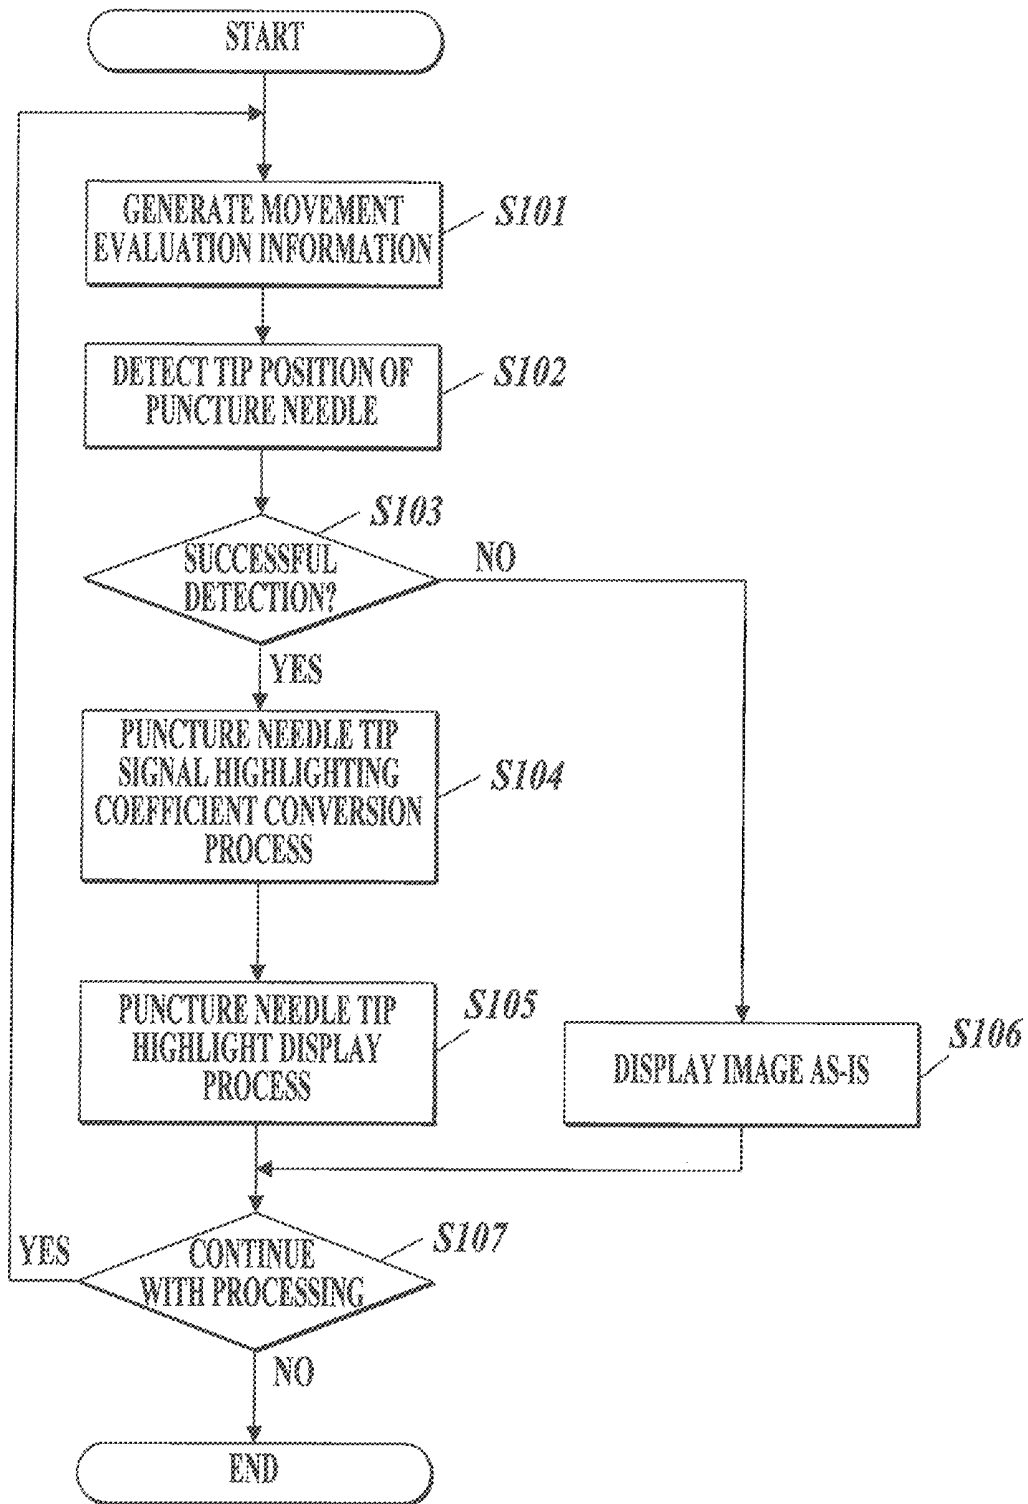 START
GENERATE MOVEMENT
EVALUATION INFORMATION
S101
DETECT TIP POSITION OF
PUNCTURE NEEDLE
S102
S103
SUCCESSFUL
DETECTION?
NO
YES
PUNCTURE NEEDLE TIP
SIGNAL HIGHLIGHTING
COEFFICIENT CONVERSION
PROCESS
S104
PUNCTURE NEEDLE TIP
HIGHLIGHT DISPLAY
PROCESS
S105
DISPLAY IMAGE AS-IS
S106
S107
YES
CONTINUE
WITH PROCESSING
NO
END